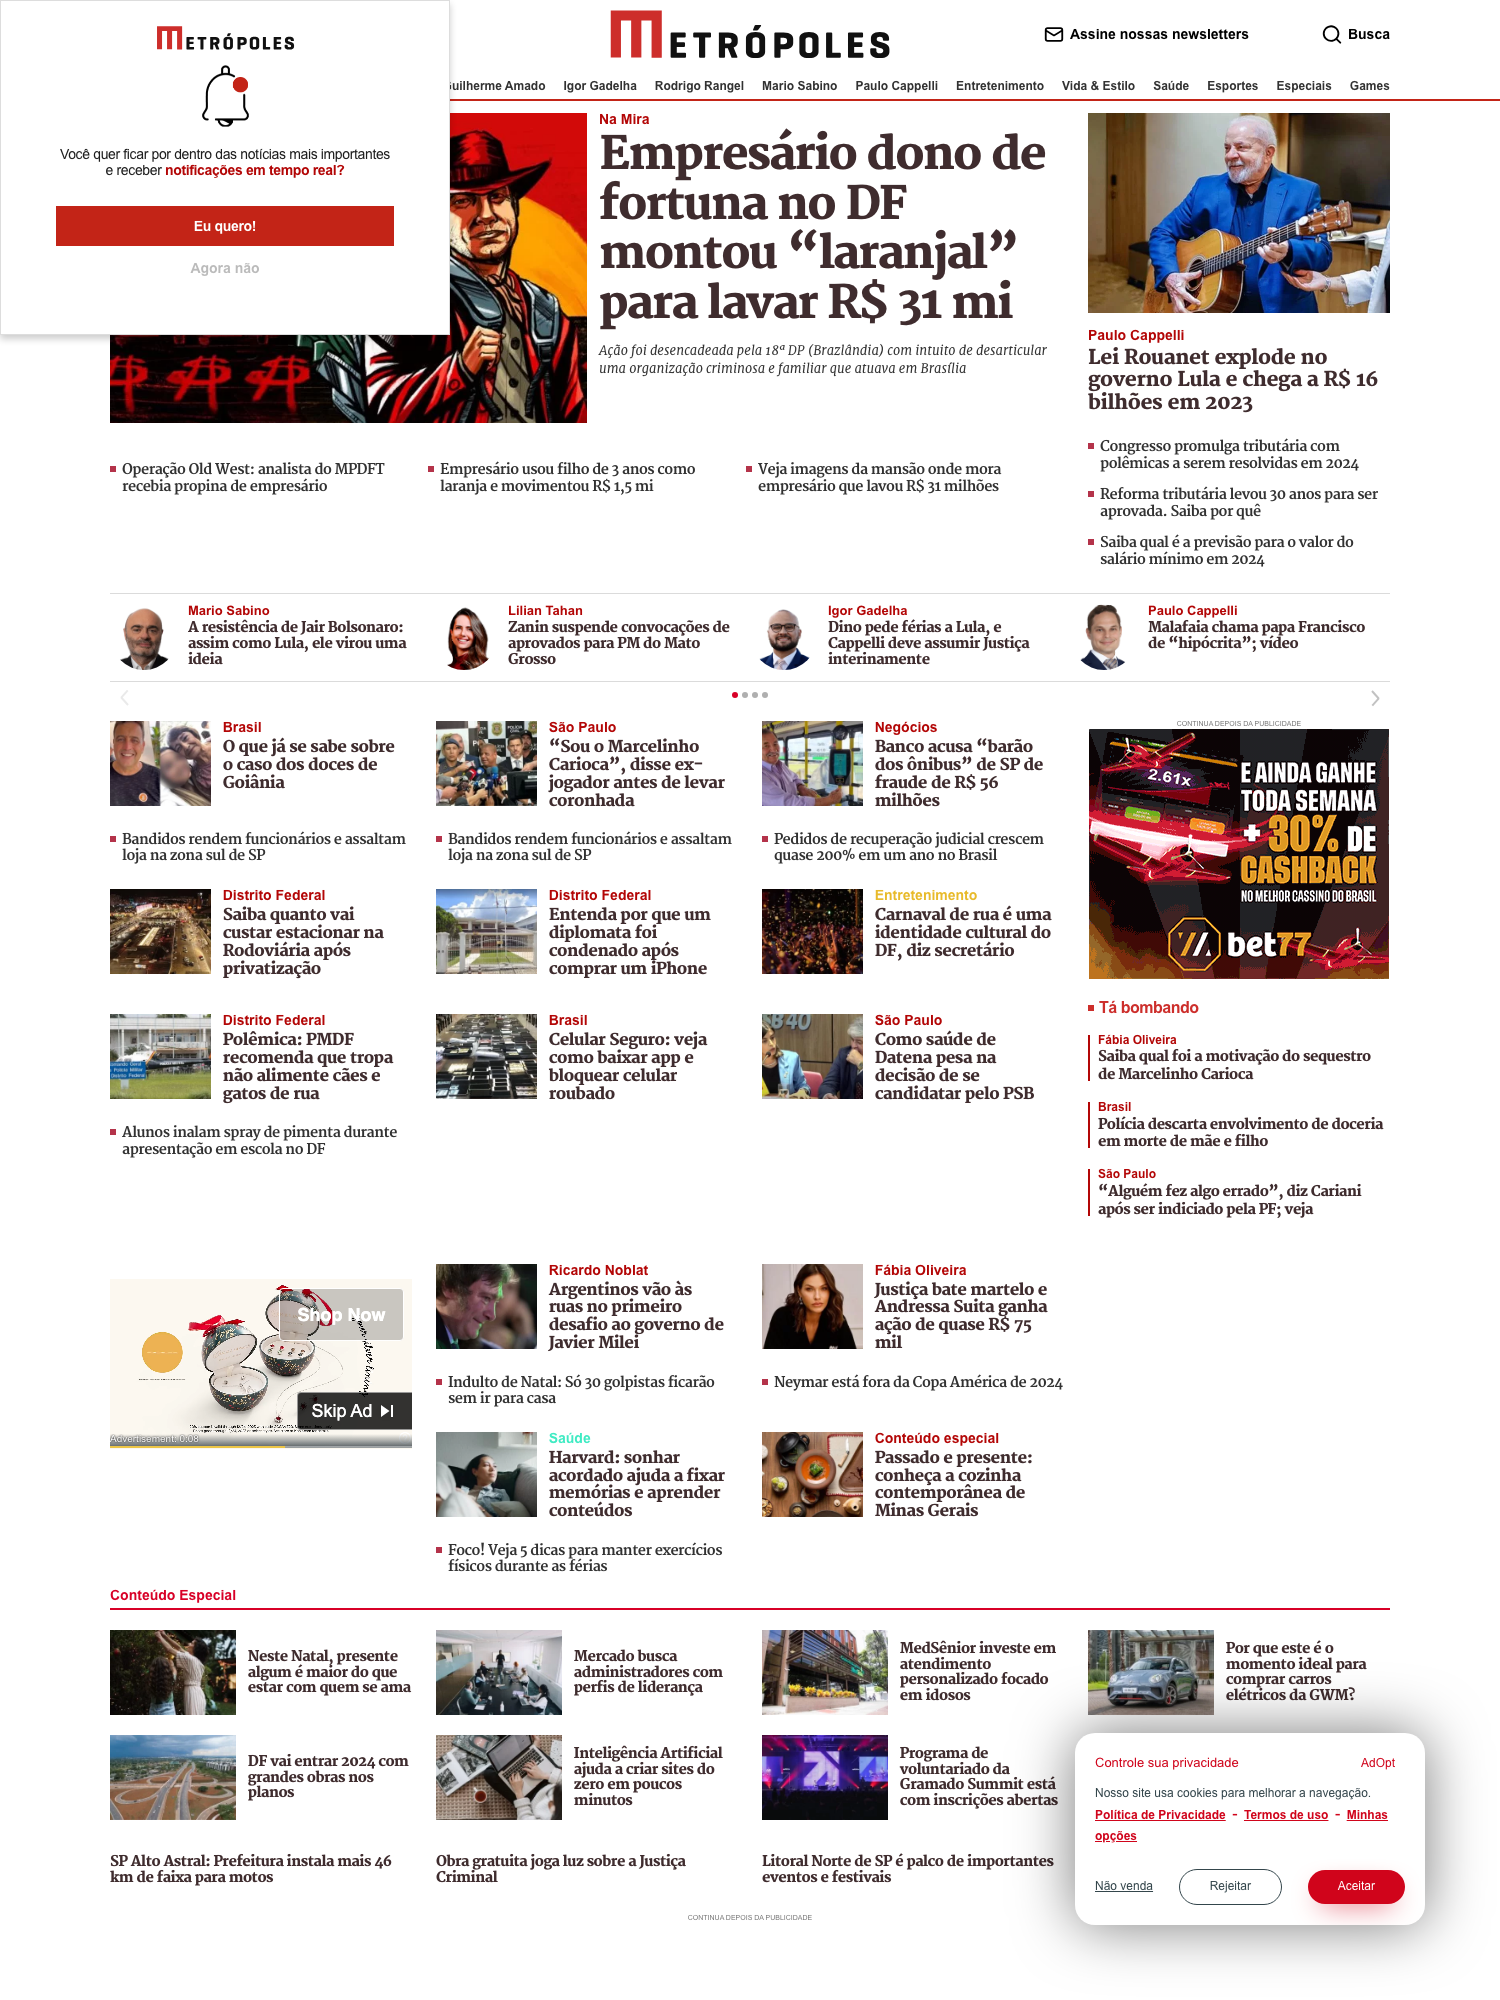 METRÓPOLES
Você quer ficar por dentro das notícias mais importantes
e receber notificações em tempo real?
Eu quero!
Agora não
METRÓPOLES
Assine nossas newsletters
Busca
Guilherme Amado Igor Gadelha Rodrigo Rangel Mario Sabino Paulo Cappelli Entretenimento Vida & Estilo Saúde Esportes Especiais Games
Na Mira
Empresário dono de
fortuna no DF
montou “laranjal”
para lavar R$ 31 mi
Ação foi desencadeada pela 18ª DP (Brazlândia) com intuito de desarticular
uma organização criminosa e familiar que atuava em Brasília
Operação Old West: analista do MPDFT
recebia propina de empresário
Empresário usou filho de 3 anos como
laranja e movimentou R$ 1,5 mi
Veja imagens da mansão onde mora
empresário que lavou R$ 31 milhões
Paulo Cappelli
Lei Rouanet explode no
governo Lula e chega a R$ 16
bilhões em 2023
Congresso promulga tributária com
polêmicas a serem resolvidas em 2024
Reforma tributária levou 30 anos para ser
aprovada. Saiba por quê
Saiba qual é a previsão para o valor do
salário mínimo em 2024
Mario Sabino
A resistência de Jair Bolsonaro:
assim como Lula, ele virou uma
ideia
Lilian Tahan
Zanin suspende convocações de
aprovados para PM do Mato
Grosso
Igor Gadelha
Dino pede férias a Lula, e
Cappelli deve assumir Justiça
interinamente
Paulo Cappelli
Malafaia chama papa Francisco
de “hipócrita”; vídeo
Brasil
O que já se sabe sobre
o caso dos doces de
Goiânia
Bandidos rendem funcionários e assaltam
loja na zona sul de SP
São Paulo
“Sou o Marcelinho
Carioca”, disse ex-
jogador antes de levar
coronhada
Bandidos rendem funcionários e assaltam
loja na zona sul de SP
Negócios
Banco acusa “barão
dos ônibus” de SP de
fraude de R$ 56
milhões
Pedidos de recuperação judicial crescem
quase 200% em um ano no Brasil
CONTINUA DEPOIS DA PUBLICIDADE
2.61x
E AINDA GANHE
TODA SEMANA
+ 30% DE
CASHBACK
NO MELHOR CASSINO DO BRASIL
bet77
Distrito Federal
Saiba quanto vai
custar estacionar na
Rodoviária após
privatização
Distrito Federal
Entenda por que um
diplomata foi
condenado após
comprar um iPhone
Entretenimento
Carnaval de rua é uma
identidade cultural do
DF, diz secretário
Distrito Federal
Polêmica: PMDF
recomenda que tropa
não alimente cães e
gatos de rua
Alunos inalam spray de pimenta durante
apresentação em escola no DF
Brasil
Celular Seguro: veja
como baixar app e
bloquear celular
roubado
São Paulo
Como saúde de
Datena pesa na
decisão de se
candidatar pelo PSB
Tá bombando
Fábia Oliveira
Saiba qual foi a motivação do sequestro
de Marcelinho Carioca
Brasil
Polícia descarta envolvimento de doceria
em morte de mãe e filho
São Paulo
“Alguém fez algo errado”, diz Cariani
após ser indiciado pela PF; veja
Shop Now
Skip Ad
Advertisement: 0:08
Ricardo Noblat
Argentinos vão às
ruas no primeiro
desafio ao governo de
Javier Milei
Indulto de Natal: Só 30 golpistas ficarão
sem ir para casa
Fábia Oliveira
Justiça bate martelo e
Andressa Suita ganha
ação de quase R$ 75
mil
Neymar está fora da Copa América de 2024
Saúde
Harvard: sonhar
acordado ajuda a fixar
memórias e aprender
conteúdos
Foco! Veja 5 dicas para manter exercícios
físicos durante as férias
Conteúdo especial
Passado e presente:
conheça a cozinha
contemporânea de
Minas Gerais
Conteúdo Especial
Neste Natal, presente
algum é maior do que
estar com quem se ama
Mercado busca
administradores com
perfis de liderança
MedSênior investe em
atendimento
personalizado focado
em idosos
Por que este é o
momento ideal para
comprar carros
elétricos da GWM?
DF vai entrar 2024 com
grandes obras nos
planos
Inteligência Artificial
ajuda a criar sites do
zero em poucos
minutos
Programa de
voluntariado da
Gramado Summit está
com inscrições abertas
SP Alto Astral: Prefeitura instala mais 46
km de faixa para motos
Obra gratuita joga luz sobre a Justiça
Criminal
Litoral Norte de SP é palco de importantes
eventos e festivais
CONTINUA DEPOIS DA PUBLICIDADE
Controle sua privacidade
AdOpt
Nosso site usa cookies para melhorar a navegação.
Política de Privacidade - Termos de uso - Minhas
opções
Não venda
Rejeitar
Aceitar